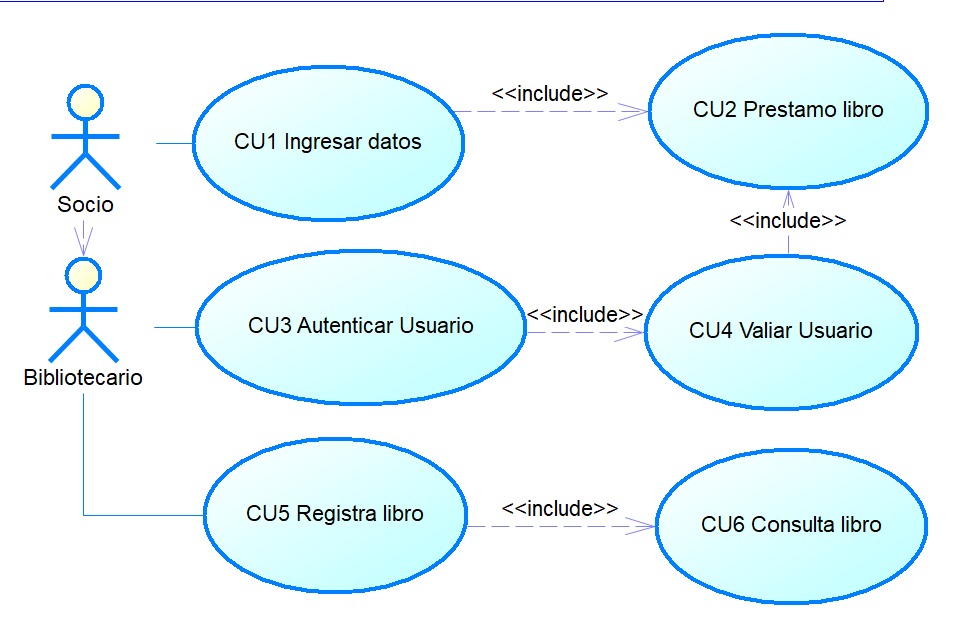 <<include>>
CU2 Prestamo libro
CU1 Ingresar datos
Socio
<<include>>
<<include>>
CU3 Autenticar Usuario
CU4 Valiar Usuario
Bibliotecario
<<include>>
CU5 Registra libro
CU6 Consulta libro